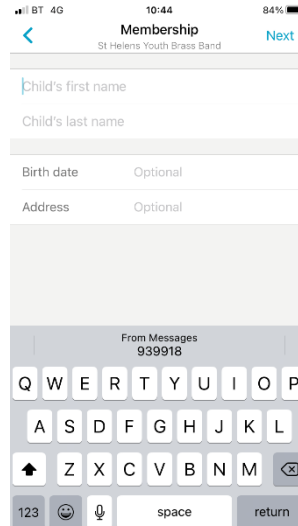 BT 4G 10:44 84%
Membership
St Helens Youth Brass Band
Next
Child's first name
Child's last name
Birth date Optional
Address Optional
From Messages
939918
Q W E R T Y U I O P
A S D F G H J K L
Z X C V B N M
123 space return